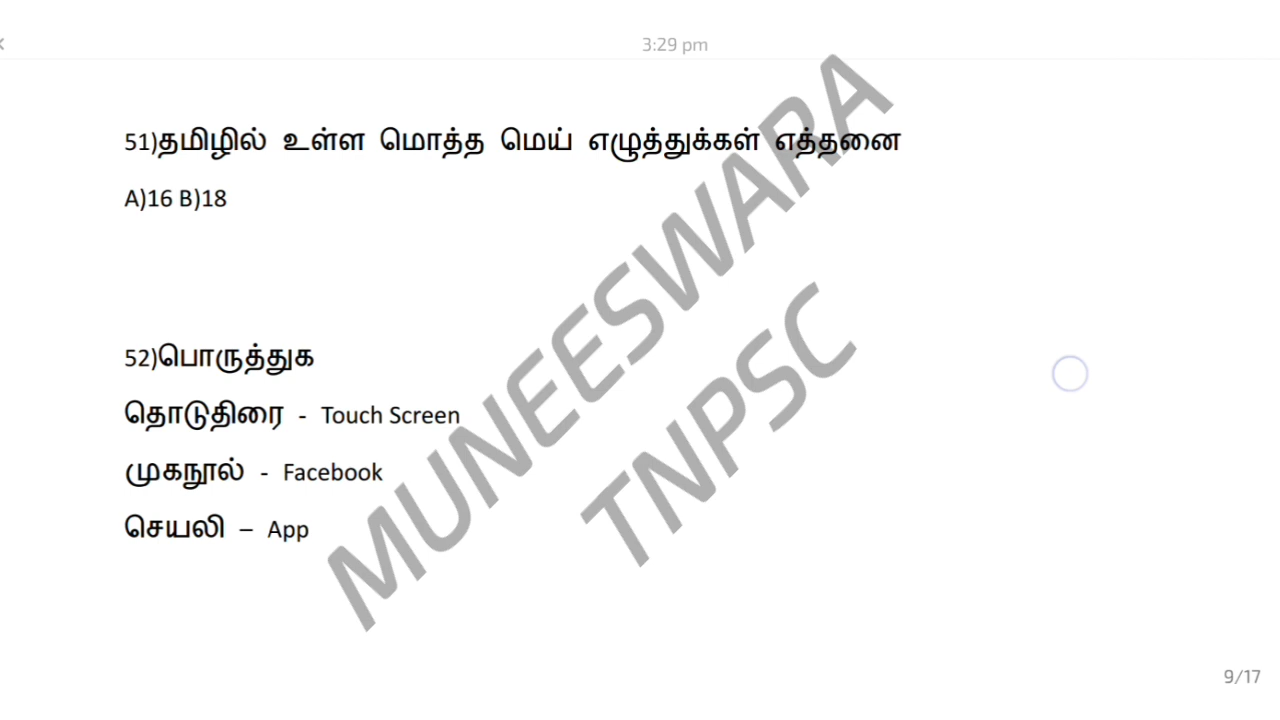 3:29 pm
51)தமிழில் உள்ள மொத்த மெய் எழுத்துக்கள் எத்தனை
A)16 B)18
52)பொருத்துக
தொடுதிரை - Touch Screen
முகநூல் - Facebook
செயலி – App
MUNEESWARA
TNPSC
9/17